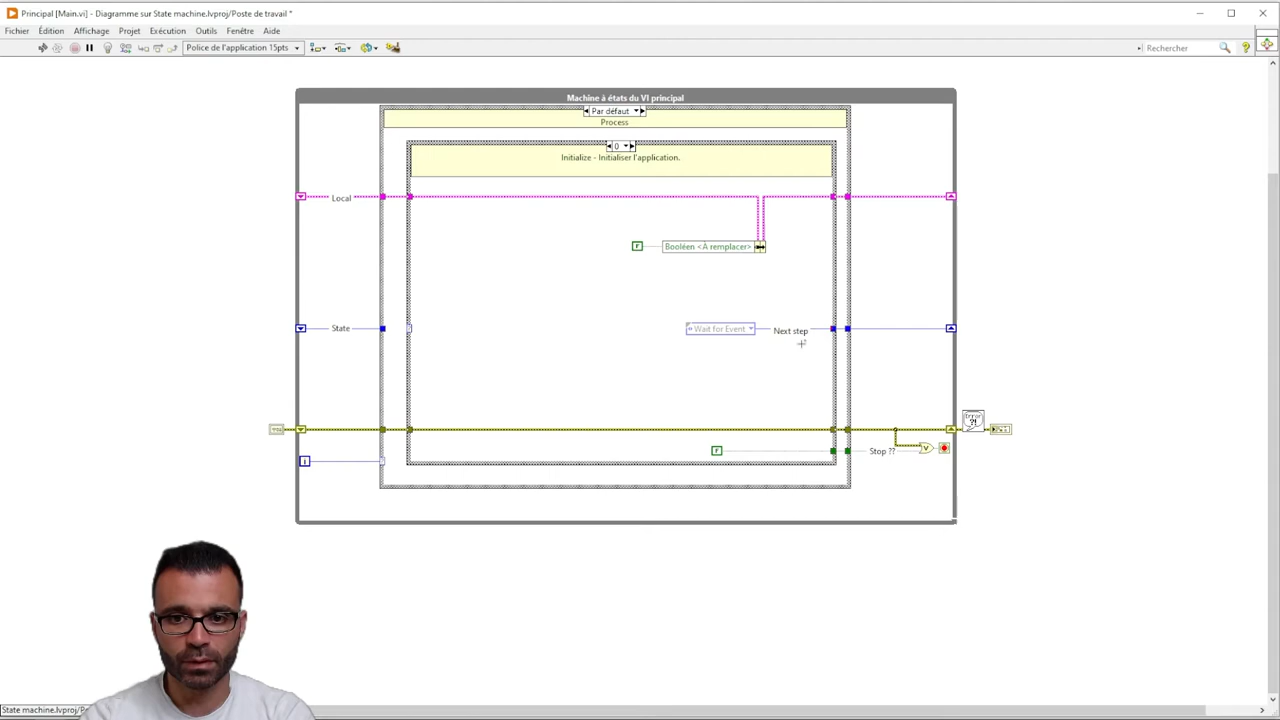 Principal [Main.vi] - Diagramme sur State machine.lvproj/Poste de travail *
Fichier Édition Affichage Projet Exécution Outils Fenêtre Aide
Police de l'application 15pts
Rechercher
Machine à états du VI principal
Par défaut
Process
0
Initialize - Initialiser l'application.
Local
F
Booléen <À remplacer>
State
Wait for Event
Next step
Error
?!
F
Stop ??
V
i
State machine.lvproj/Po